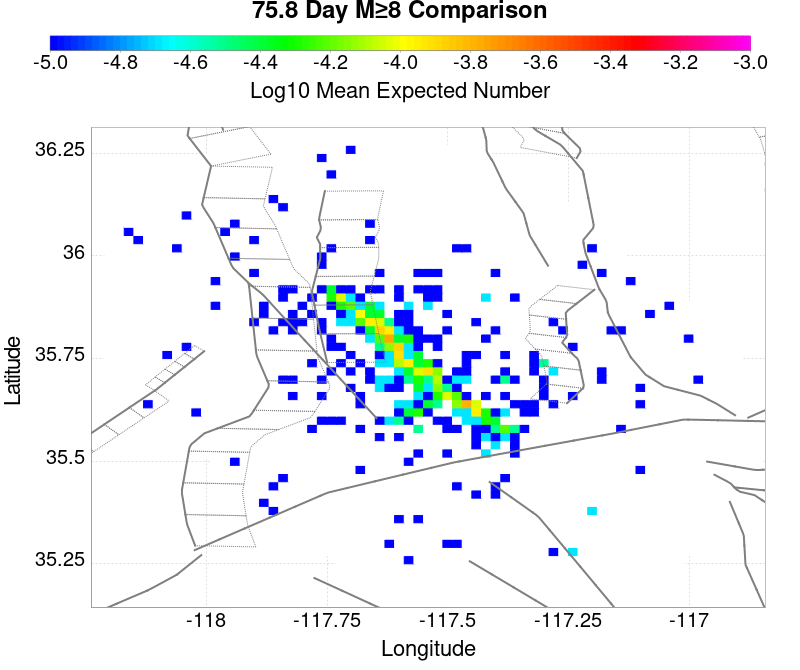 75.8 Day M≥8 Comparison
-5.0 -4.8 -4.6 -4.4 -4.2 -4.0 -3.8 -3.6 -3.4 -3.2 -3.0
Log10 Mean Expected Number
36.25
36
35.75
35.5
35.25
Latitude
-118 -117.75 -117.5 -117.25 -117
Longitude